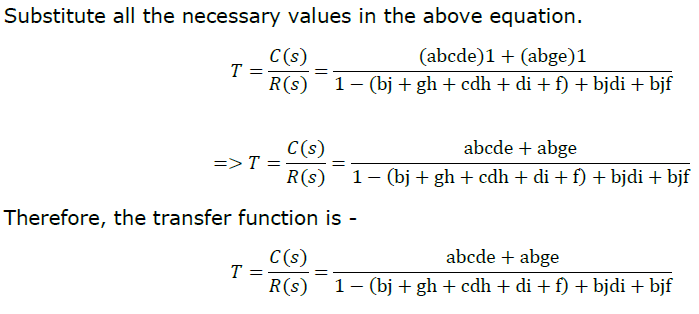 Substitute all the necessary values in the above equation.
T = C(s)/R(s) = ((abcde)1 + (abge)1)/(1 − (bj + gh + cdh + di + f) + bjdi + bjf)
=> T = C(s)/R(s) = (abcde + abge)/(1 − (bj + gh + cdh + di + f) + bjdi + bjf)
Therefore, the transfer function is -
T = C(s)/R(s) = (abcde + abge)/(1 − (bj + gh + cdh + di + f) + bjdi + bjf)